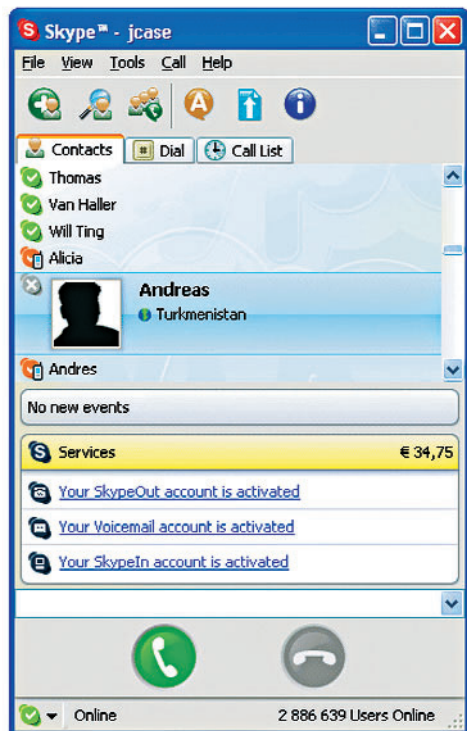 Skype™ - jcase
File View Tools Call Help
Contacts Dial Call List
Thomas
Van Haller
Will Ting
Alicia
Andreas
Turkmenistan
Andres
No new events
Services € 34,75
Your SkypeOut account is activated
Your Voicemail account is activated
Your SkypeIn account is activated
Online 2 886 639 Users Online